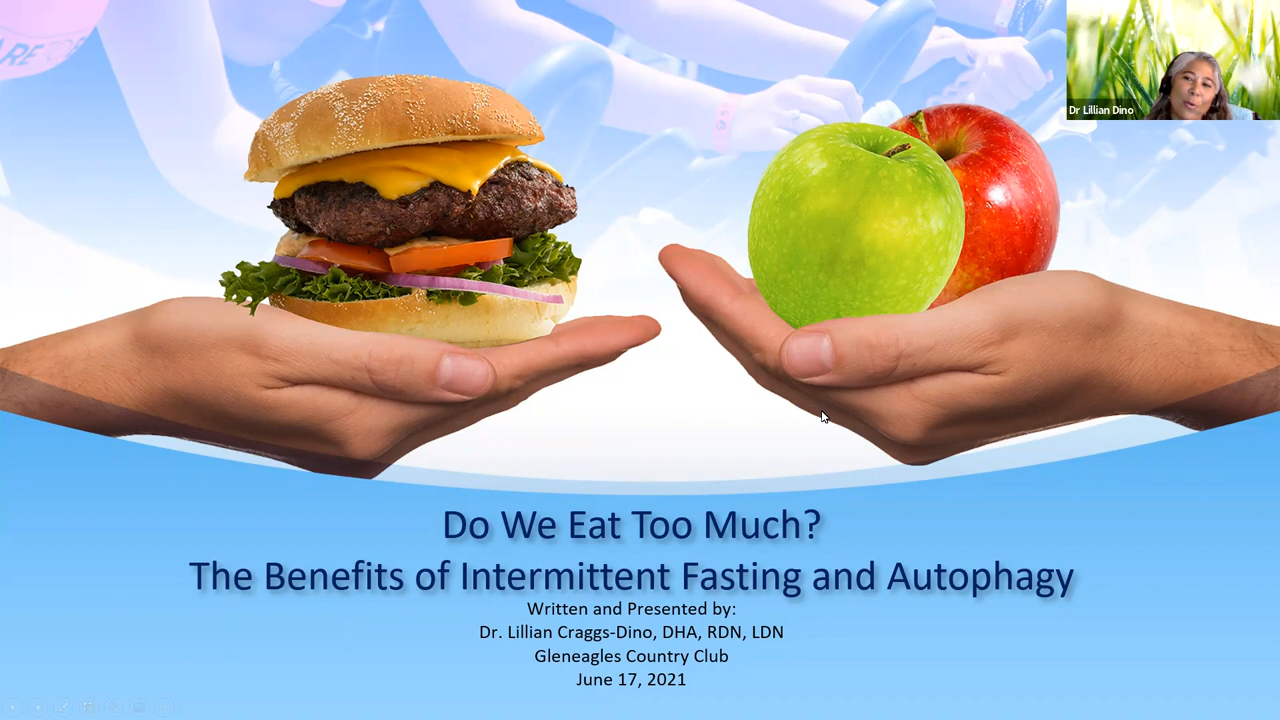 Dr Lillian Dino
Do We Eat Too Much?
The Benefits of Intermittent Fasting and Autophagy
Written and Presented by:
Dr. Lillian Craggs-Dino, DHA, RDN, LDN
Gleneagles Country Club
June 17, 2021